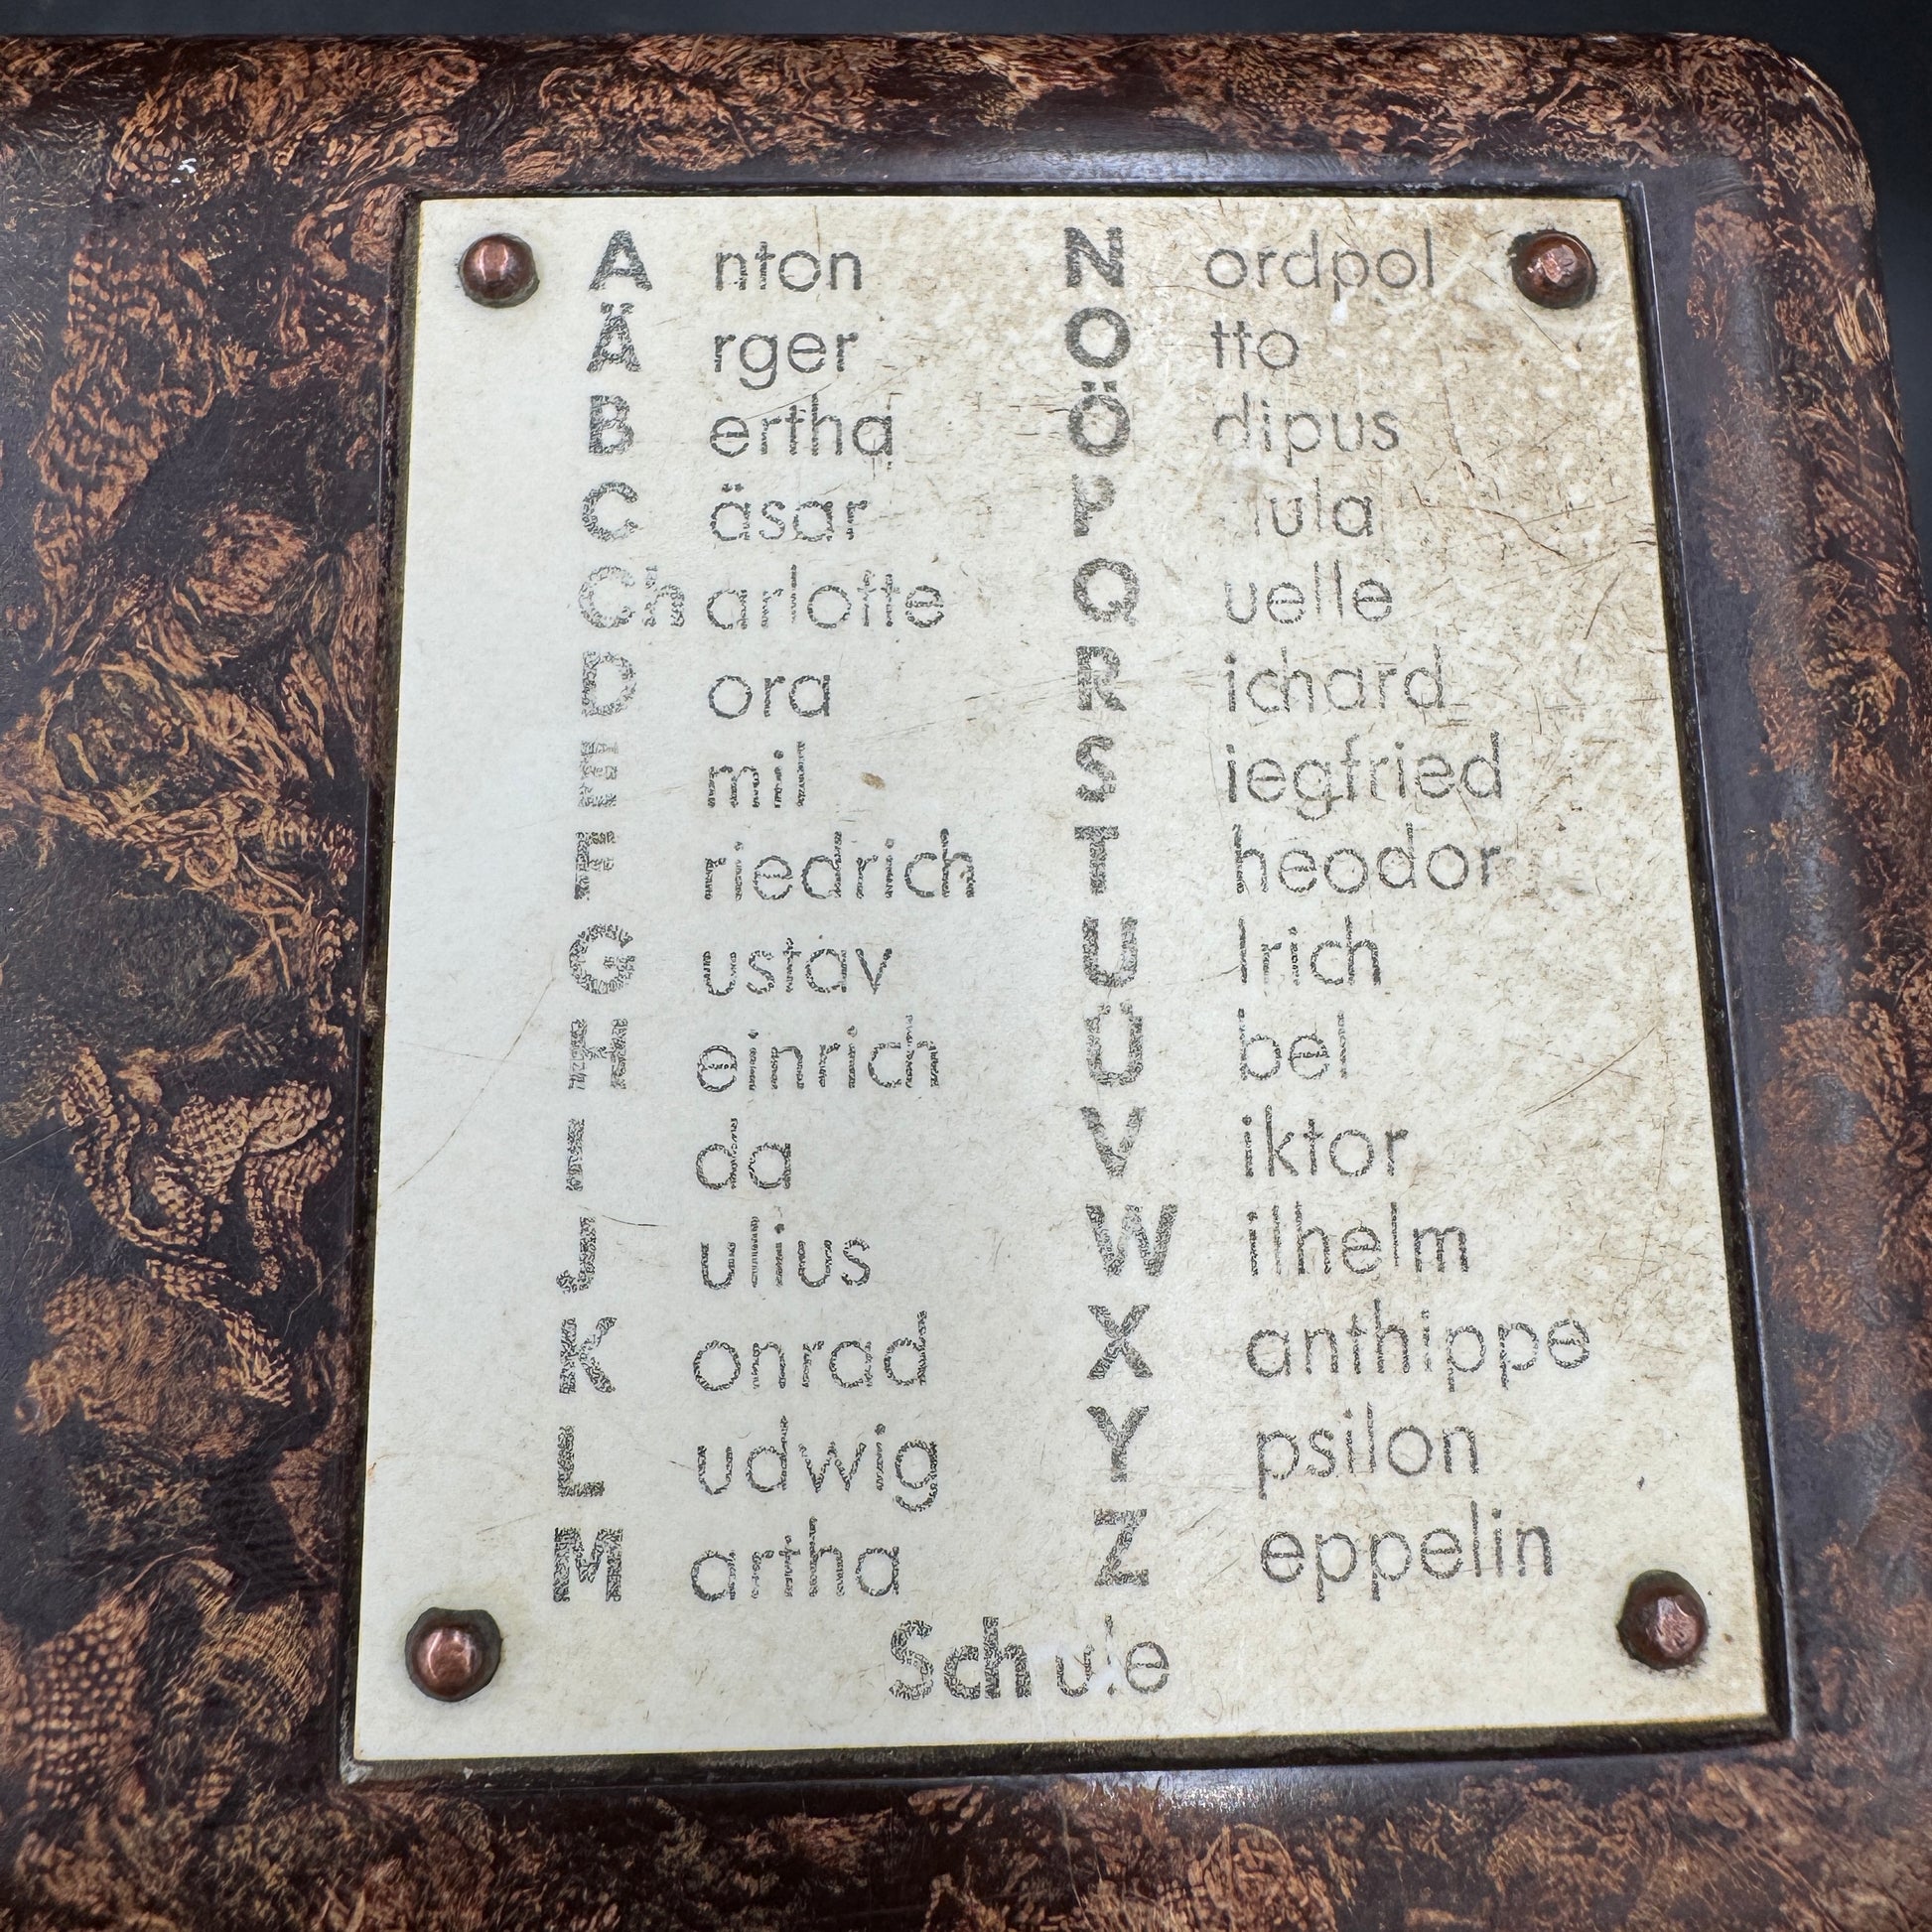 A nton
Ä rger
B ertha
C äsar
Ch arlotte
D ora
E mil
F riedrich
G ustav
H einrich
I da
J ulius
K onrad
L udwig
M artha
N ordpol
O tto
Ö dipus
P aula
Q uelle
R ichard
S iegfried
T heodor
U lrich
Ü bel
V iktor
W ilhelm
X anthippe
Y psilon
Z eppelin
Sch ule